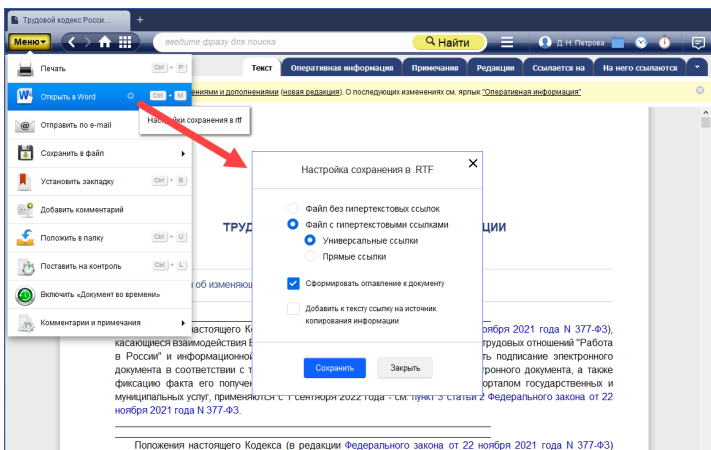 Трудовой кодекс Росси...
Меню
введите фразу для поиска
Найти
Д. Н. Петрова
Печать Ctrl + P
Текст Оперативная информация Примечания Редакции Ссылается на На него ссылаются
Открыть в Word Ctrl + M
ениями и дополнениями (новая редакция). О последующих изменениях см. ярлык "Оперативная информация"
Отправить по e-mail
Настройки сохранения в rtf
Сохранить в файл
Установить закладку Ctrl + B
Добавить комментарий
Положить в папку Ctrl + U
Поставить на контроль Ctrl + L
Включить «Документ во времени»
Комментарии и примечания
Настройка сохранения в .RTF
Файл без гипертекстовых ссылок
Файл с гипертекстовыми ссылками
Универсальные ссылки
Прямые ссылки
Сформировать оглавление к документу
Добавить к тексту ссылку на источник
копирования информации
Сохранить Закрыть
ТРУД ЦИИ
об изменяющ
настоящего Ко ября 2021 года N 377-ФЗ),
касающиеся взаимодействия трудовых отношений "Работа
в России" и информационной ть подписание электронного
документа в соответствии с т тронного документа, а также
фиксацию факта его получен орталом государственных и
муниципальных услуг, применяются с 1 сентября 2022 года - см. пункт 3 статьи 2 Федерального закона от 22
ноября 2021 года N 377-ФЗ.
Положения настоящего Кодекса (в редакции Федерального закона от 22 ноября 2021 года N 377-ФЗ)